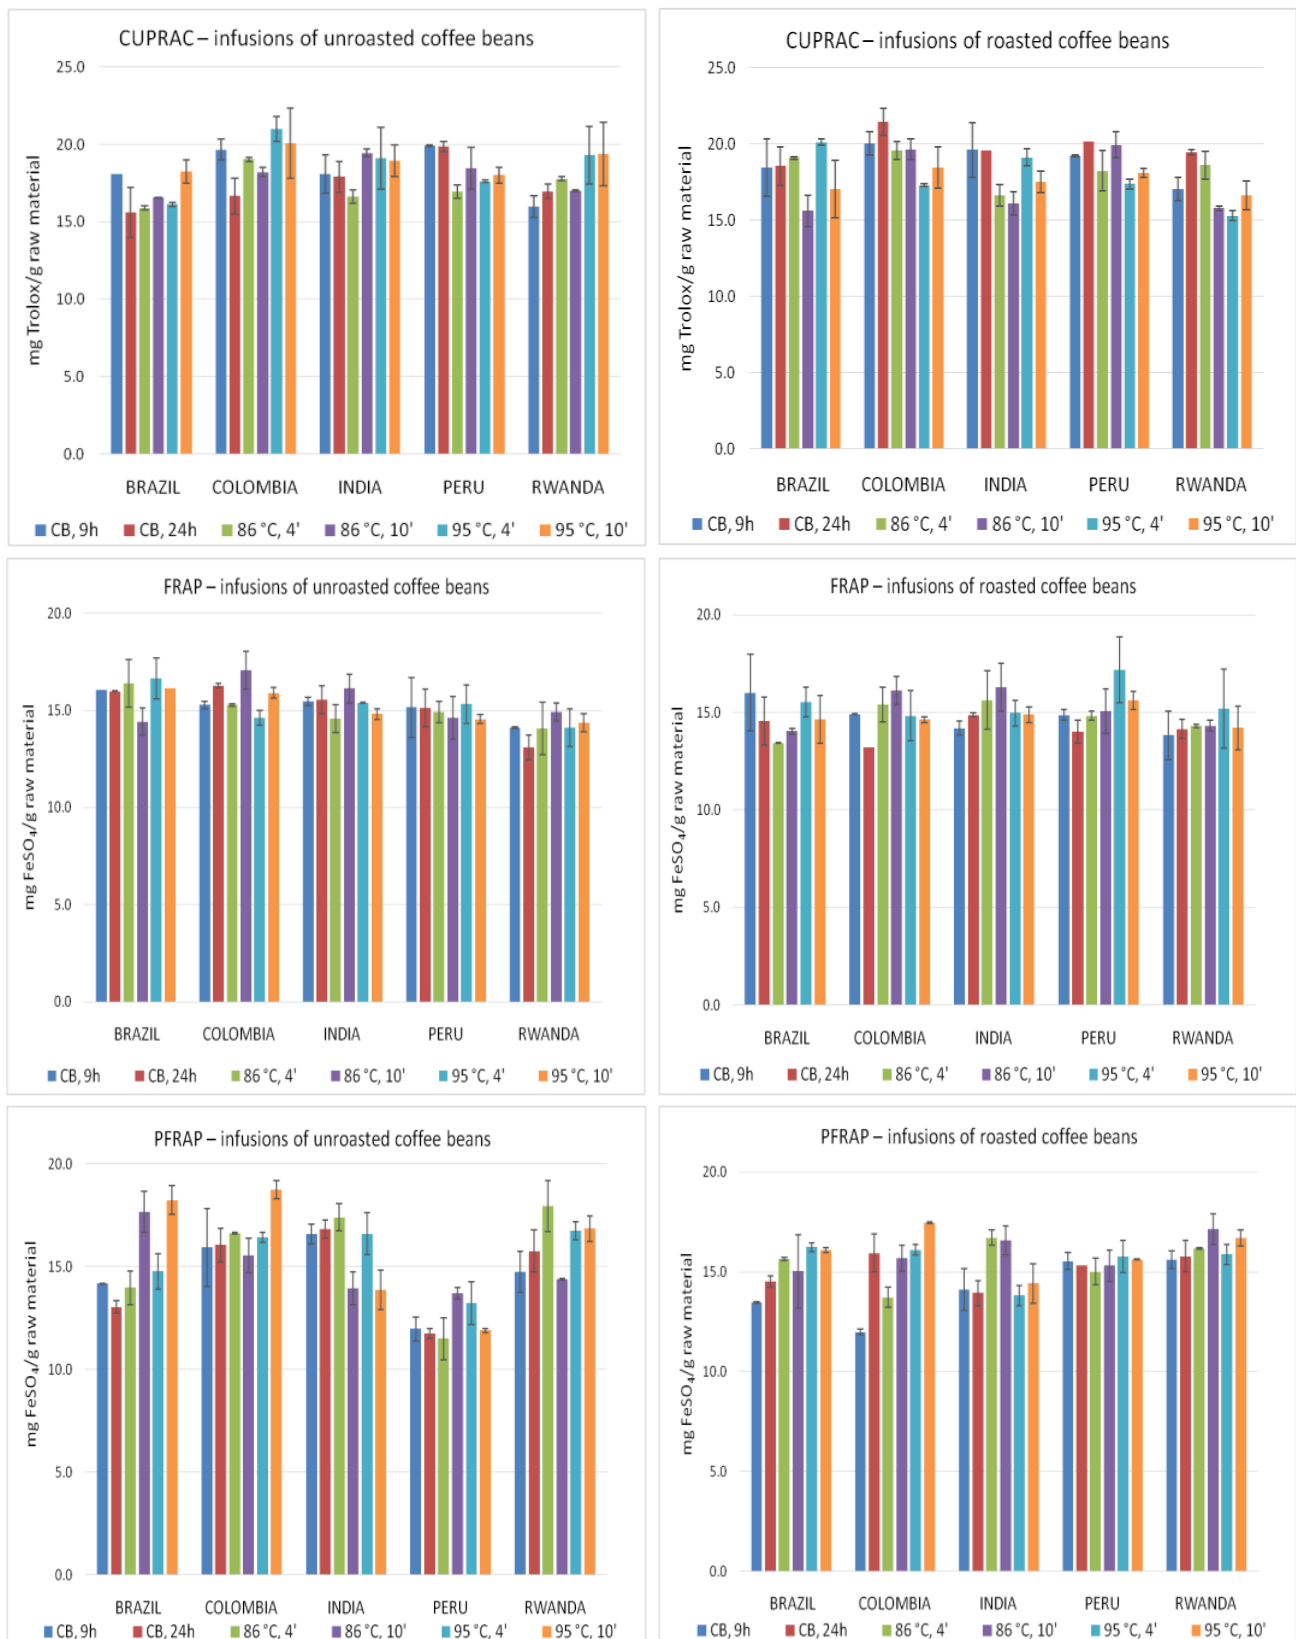 CUPRAC – infusions of unroasted coffee beans
mg Trolox/g raw material
25.0
20.0
15.0
10.0
5.0
0.0
BRAZIL COLOMBIA INDIA PERU RWANDA
CB, 9h CB, 24h 86 °C, 4' 86 °C, 10' 95 °C, 4' 95 °C, 10'
CUPRAC – infusions of roasted coffee beans
mg Trolox/g raw material
25.0
20.0
15.0
10.0
5.0
0.0
BRAZIL COLOMBIA INDIA PERU RWANDA
CB, 9h CB, 24h 86 °C, 4' 86 °C, 10' 95 °C, 4' 95 °C, 10'
FRAP – infusions of unroasted coffee beans
mg FeSO₄/g raw material
20.0
15.0
10.0
5.0
0.0
BRAZIL COLOMBIA INDIA PERU RWANDA
CB, 9h CB, 24h 86 °C, 4' 86 °C, 10' 95 °C, 4' 95 °C, 10'
FRAP – infusions of roasted coffee beans
mg FeSO₄/g raw material
20.0
15.0
10.0
5.0
0.0
BRAZIL COLOMBIA INDIA PERU RWANDA
CB, 9h CB, 24h 86 °C, 4' 86 °C, 10' 95 °C, 4' 95 °C, 10'
PFRAP – infusions of unroasted coffee beans
mg FeSO₄/g raw material
20.0
15.0
10.0
5.0
0.0
BRAZIL COLOMBIA INDIA PERU RWANDA
CB, 9h CB, 24h 86 °C, 4' 86 °C, 10' 95 °C, 4' 95 °C, 10'
PFRAP – infusions of roasted coffee beans
mg FeSO₄/g raw material
20.0
15.0
10.0
5.0
0.0
BRAZIL COLOMBIA INDIA PERU RWANDA
CB, 9h CB, 24h 86 °C, 4' 86 °C, 10' 95 °C, 4' 95 °C, 10'